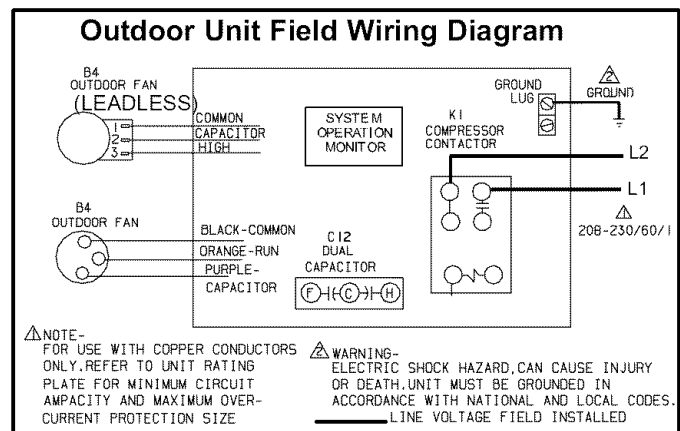 Outdoor Unit Field Wiring Diagram
B4
OUTDOOR FAN
(LEADLESS)
1
2
3
COMMON
CAPACITOR
HIGH
SYSTEM
OPERATION
MONITOR
GROUND
LUG
2
GROUND
K1
COMPRESSOR
CONTACTOR
L2
L1
1
208-230/60/1
B4
OUTDOOR FAN
BLACK-COMMON
ORANGE-RUN
PURPLE-
CAPACITOR
C12
DUAL
CAPACITOR
F C H
1 NOTE-
FOR USE WITH COPPER CONDUCTORS
ONLY.REFER TO UNIT RATING
PLATE FOR MINIMUM CIRCUIT
AMPACITY AND MAXIMUM OVER-
CURRENT PROTECTION SIZE
2 WARNING-
ELECTRIC SHOCK HAZARD,CAN CAUSE INJURY
OR DEATH.UNIT MUST BE GROUNDED IN
ACCORDANCE WITH NATIONAL AND LOCAL CODES.
LINE VOLTAGE FIELD INSTALLED